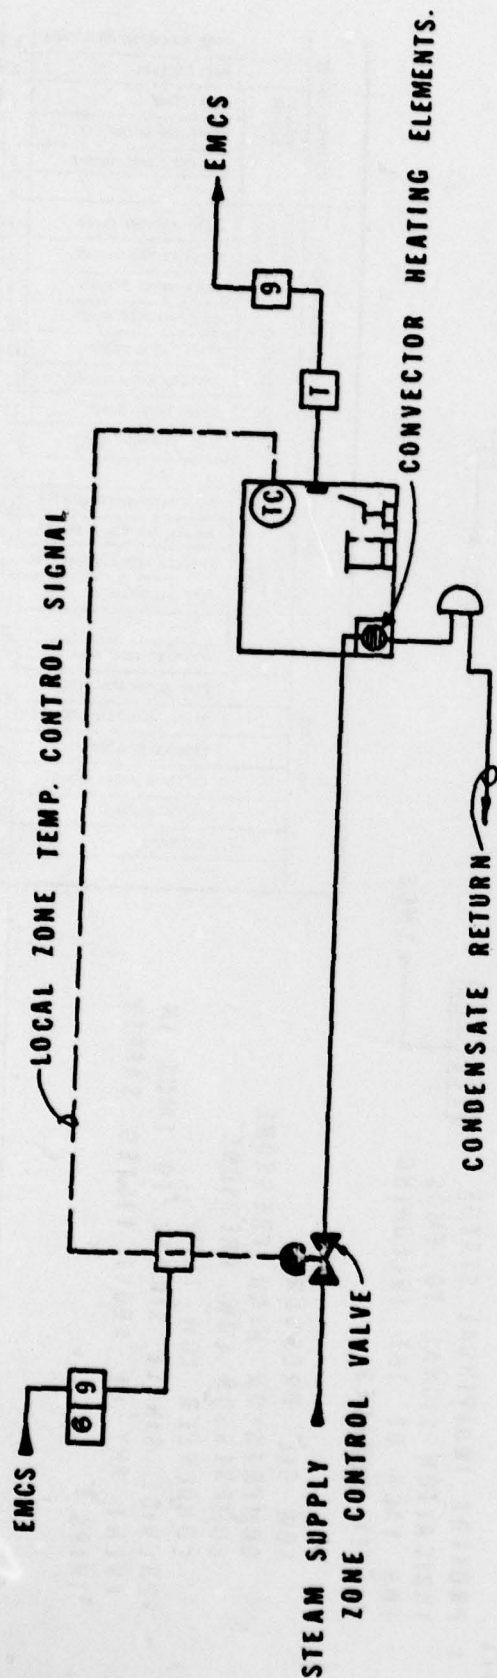 LOCAL ZONE TEMP. CONTROL SIGNAL
EMCS
6 9
1
TC
T
9
EMCS
STEAM SUPPLY
ZONE CONTROL VALVE
CONVECTOR HEATING ELEMENTS.
CONDENSATE RETURN